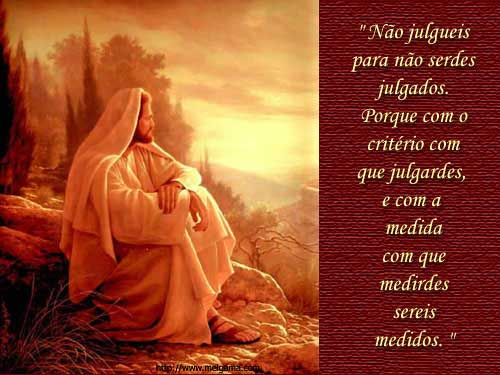 " Não julgueis
para não serdes
julgados.
Porque com o
critério com
que julgardes,
e com a
medida
com que
medirdes
sereis
medidos. "
http://www.meigama.com